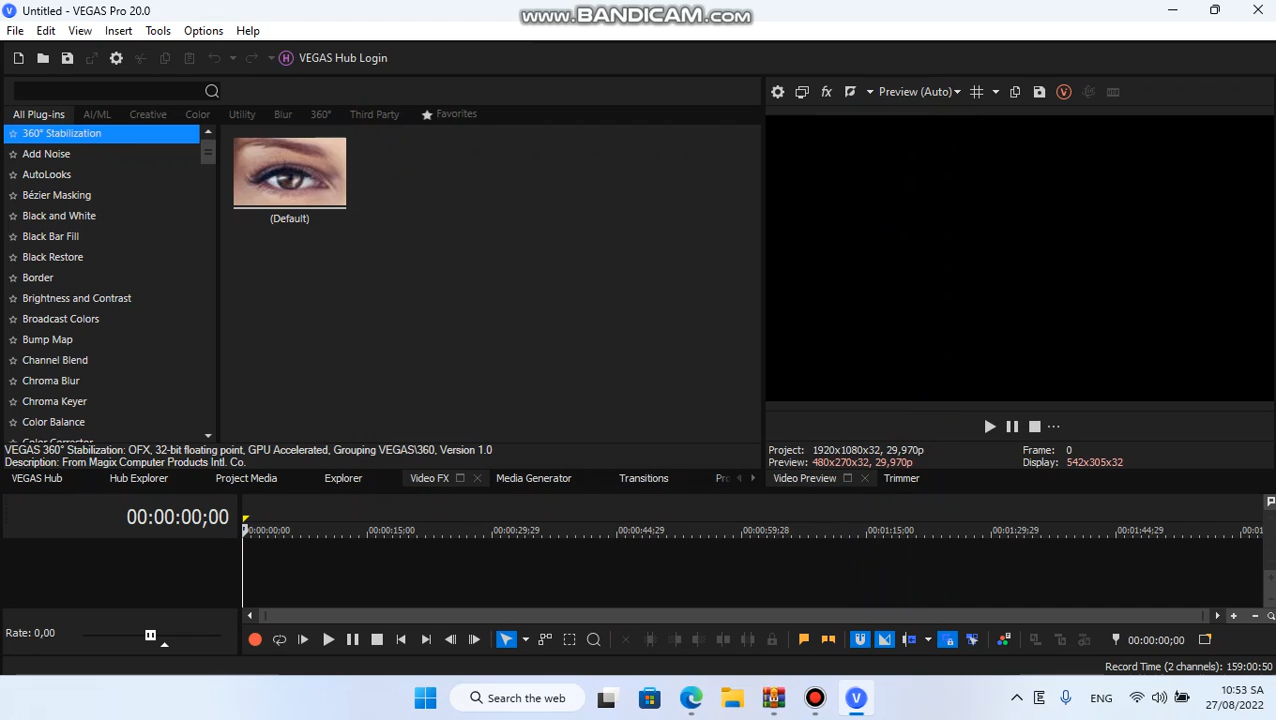 Untitled - VEGAS Pro 20.0
www.BANDICAM.com
File Edit View Insert Tools Options Help
VEGAS Hub Login
Preview (Auto)
All Plug-ins AI/ML Creative Color Utility Blur 360° Third Party Favorites
360° Stabilization
Add Noise
AutoLooks
Bézier Masking
Black and White
Black Bar Fill
Black Restore
Border
Brightness and Contrast
Broadcast Colors
Bump Map
Channel Blend
Chroma Blur
Chroma Keyer
Color Balance
Color Corrector
(Default)
VEGAS 360° Stabilization: OFX, 32-bit floating point, GPU Accelerated, Grouping VEGAS\360, Version 1.0
Description: From Magix Computer Products Intl. Co.
Project: 1920x1080x32, 29,970p Frame: 0
Preview: 480x270x32, 29,970p Display: 542x305x32
VEGAS Hub Hub Explorer Project Media Explorer Video FX Media Generator Transitions Pro Video Preview Trimmer
00:00:00;00
00:00:00;00 00:00:15;00 00:00:29;29 00:00:44;29 00:00:59;28 00:01:15;00 00:01:29;29 00:01:44;29 00:01
Rate: 0,00
00:00:00;00
Record Time (2 channels): 159:00:50
Search the web
ENG
10:53 SA
27/08/2022